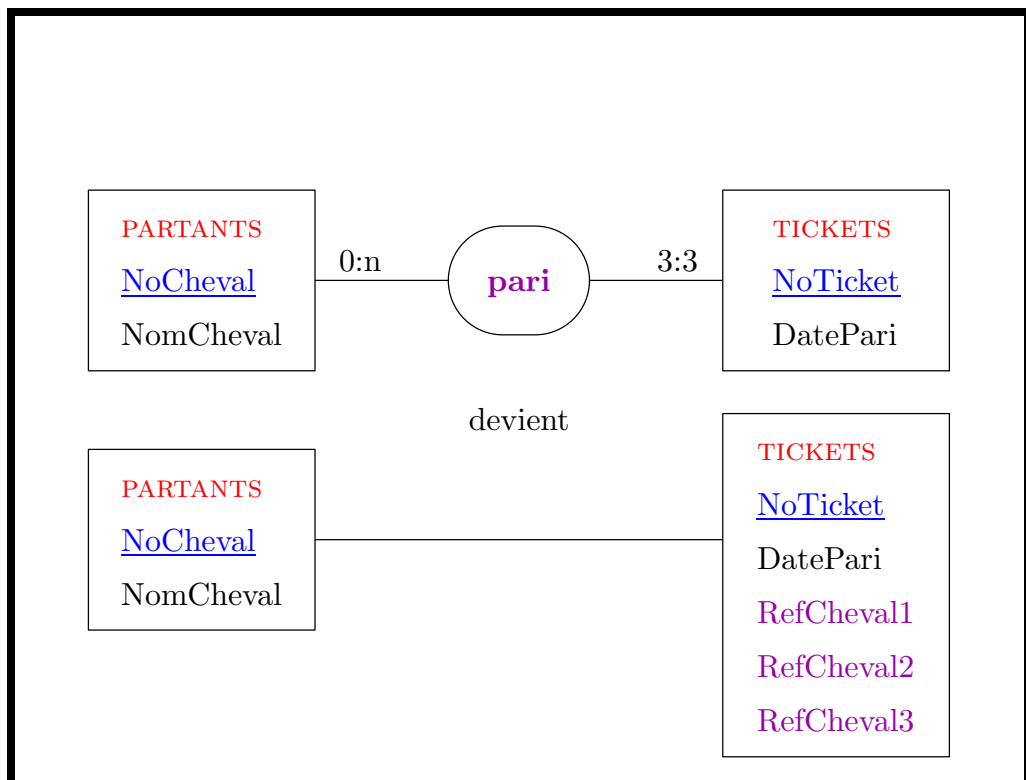 PARTANTS
NoCheval
NomCheval
0:n
pari
3:3
TICKETS
NoTicket
DatePari
devient
PARTANTS
NoCheval
NomCheval
TICKETS
NoTicket
DatePari
RefCheval1
RefCheval2
RefCheval3